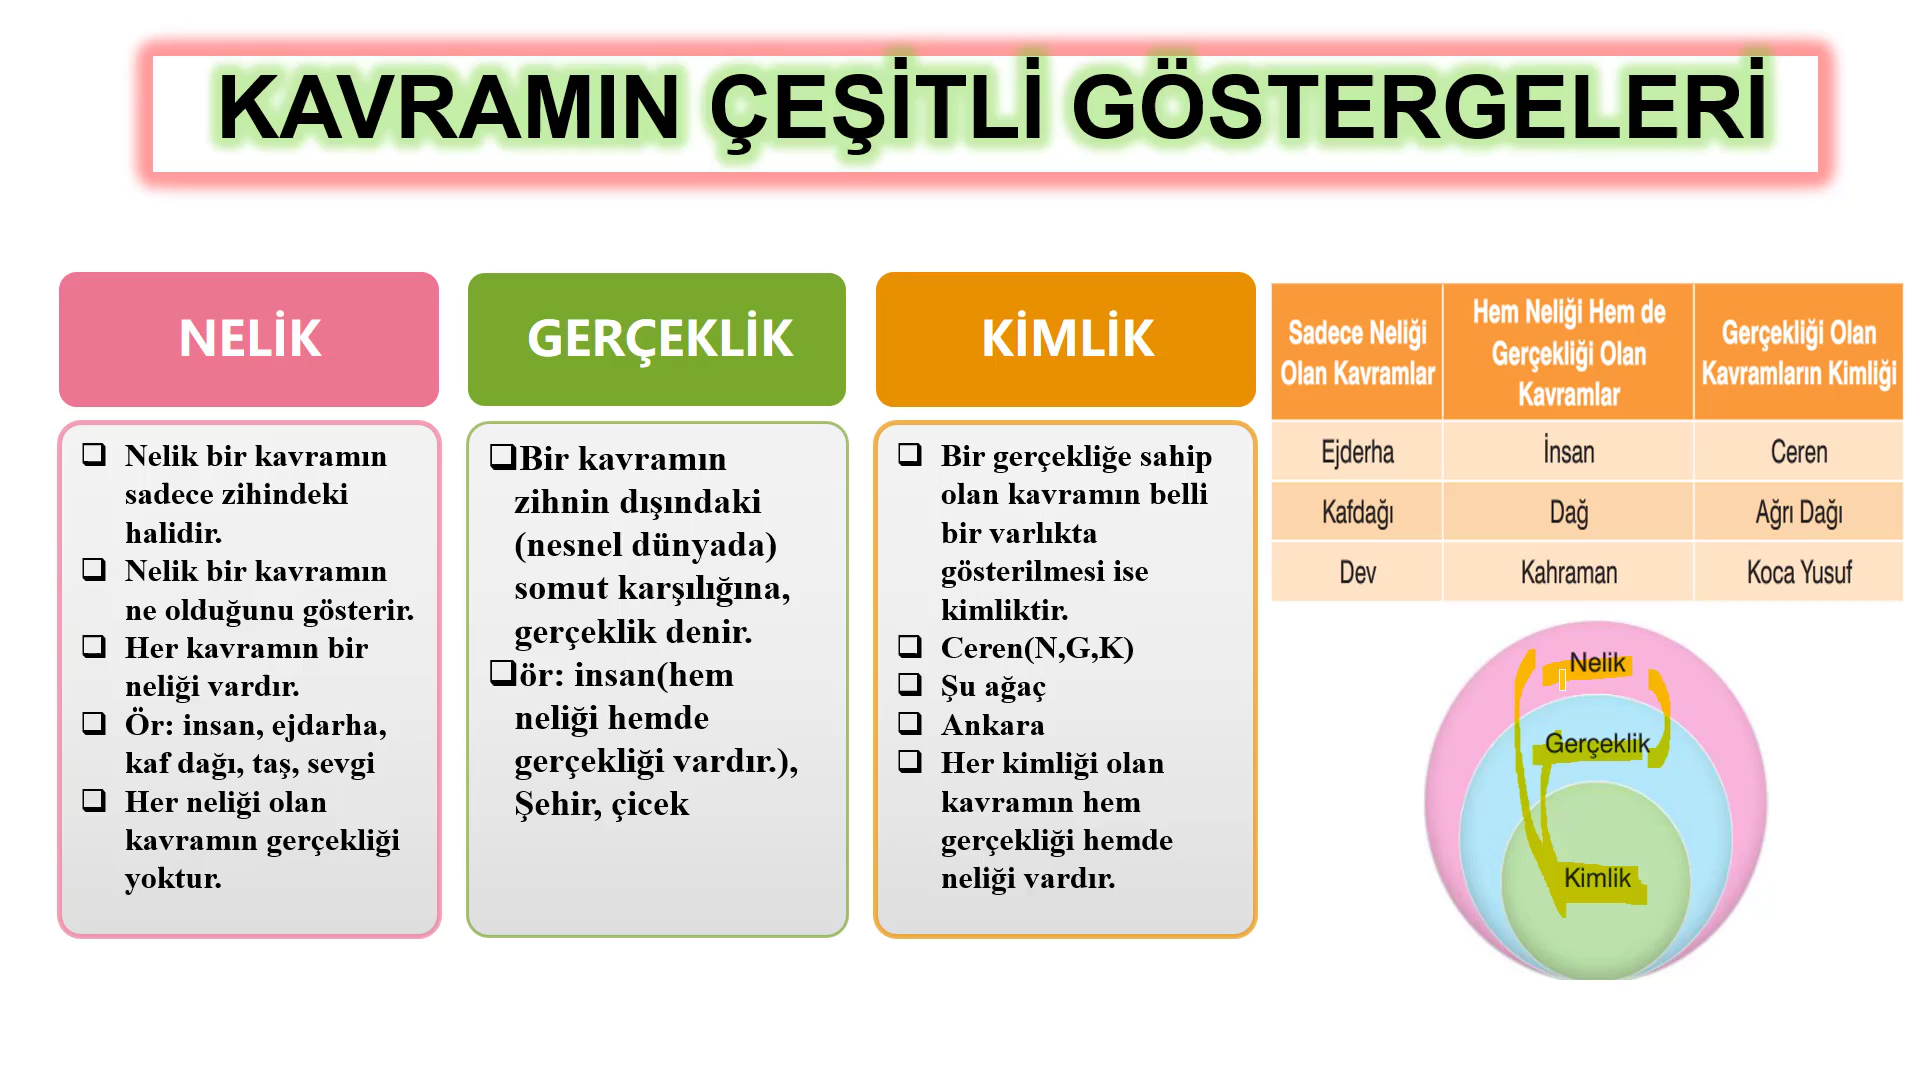 KAVRAMIN ÇEŞİTLİ GÖSTERGELERİ
NELİK
Nelik bir kavramın
sadece zihindeki
halidir.
Nelik bir kavramın
ne olduğunu gösterir.
Her kavramın bir
neliği vardır.
Ör: insan, ejdarha,
kaf dağı, taş, sevgi
Her neliği olan
kavramın gerçekliği
yoktur.
GERÇEKLİK
Bir kavramın
zihnin dışındaki
(nesnel dünyada)
somut karşılığına,
gerçeklik denir.
ör: insan(hem
neliği hemde
gerçekliği vardır.),
Şehir, çicek
KİMLİK
Bir gerçekliğe sahip
olan kavramın belli
bir varlıkta
gösterilmesi ise
kimliktir.
Ceren(N,G,K)
Şu ağaç
Ankara
Her kimliği olan
kavramın hem
gerçekliği hemde
neliği vardır.
Sadece Neliği
Olan Kavramlar
Hem Neliği Hem de
Gerçekliği Olan
Kavramlar
Gerçekliği Olan
Kavramların Kimliği
Ejderha İnsan Ceren
Kafdağı Dağ Ağrı Dağı
Dev Kahraman Koca Yusuf
Nelik
Gerçeklik
Kimlik